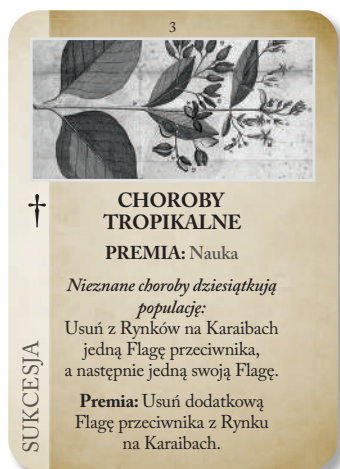 3
†
CHOROBY
TROPIKALNE
PREMIA: Nauka
Nieznane choroby dziesiątkują
populację:
Usuń z Rynków na Karaibach
jedną Flagę przeciwnika,
a następnie jedną swoją Flagę.
Premia: Usuń dodatkową
Flagę przeciwnika z Rynku
na Karaibach.
SUKCESJA